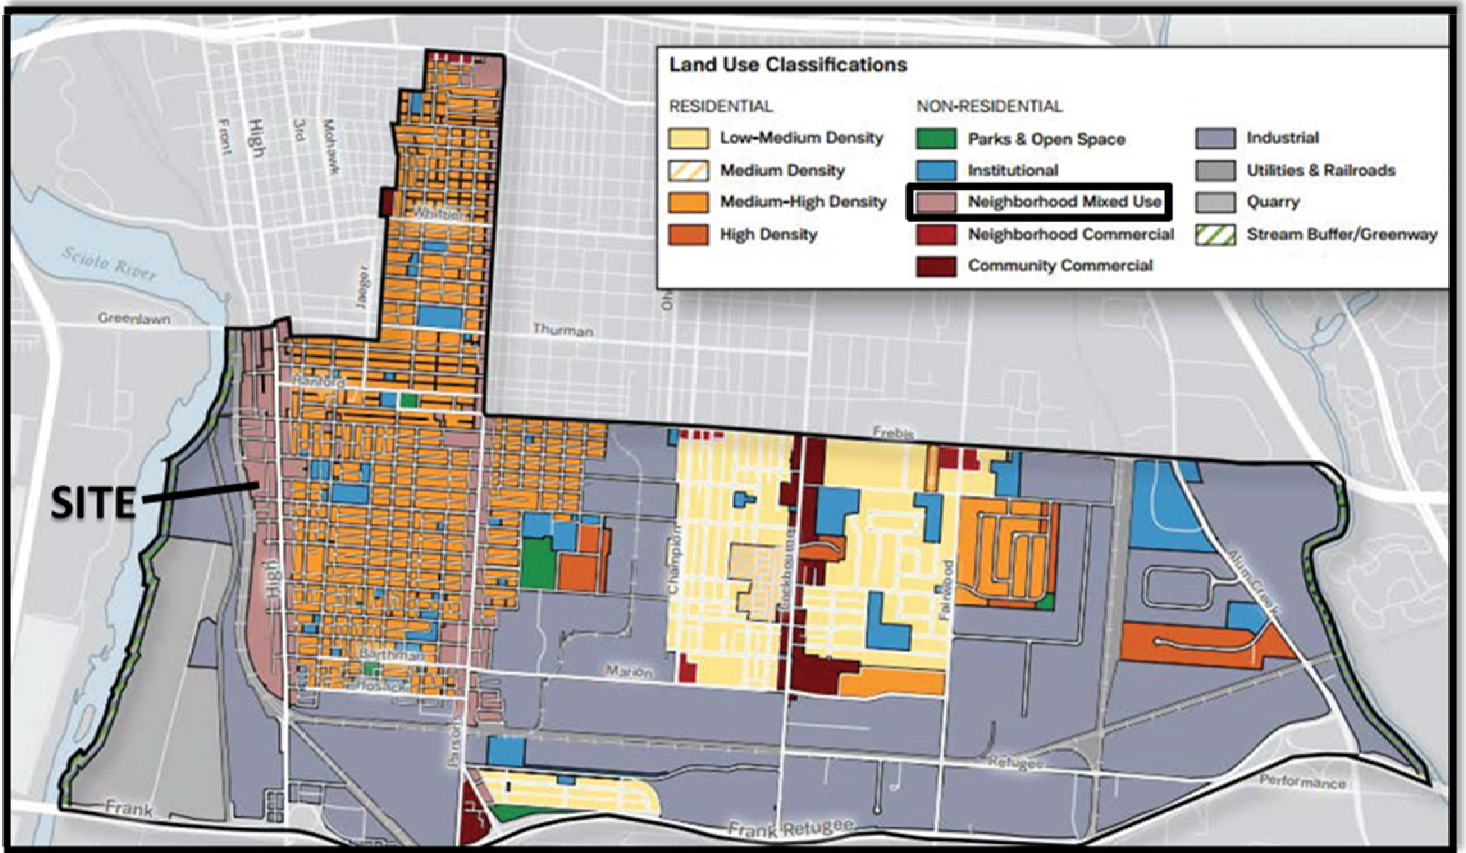 Land Use Classifications
RESIDENTIAL
Low-Medium Density
Medium Density
Medium-High Density
High Density
NON-RESIDENTIAL
Parks & Open Space
Institutional
Neighborhood Mixed Use
Neighborhood Commercial
Community Commercial
Industrial
Utilities & Railroads
Quarry
Stream Buffer/Greenway
Front
High
3rd
Mohawk
Whittier
Scioto River
Jaeger
Greenlawn
Thurman
Oh
Hanford
Frebis
SITE
Champion
Lockbourne
Fairwood
Alum Creek
High
Barthman
Hosack
Marion
Parsons
Refugee
Performance
Frank
Frank Refugee